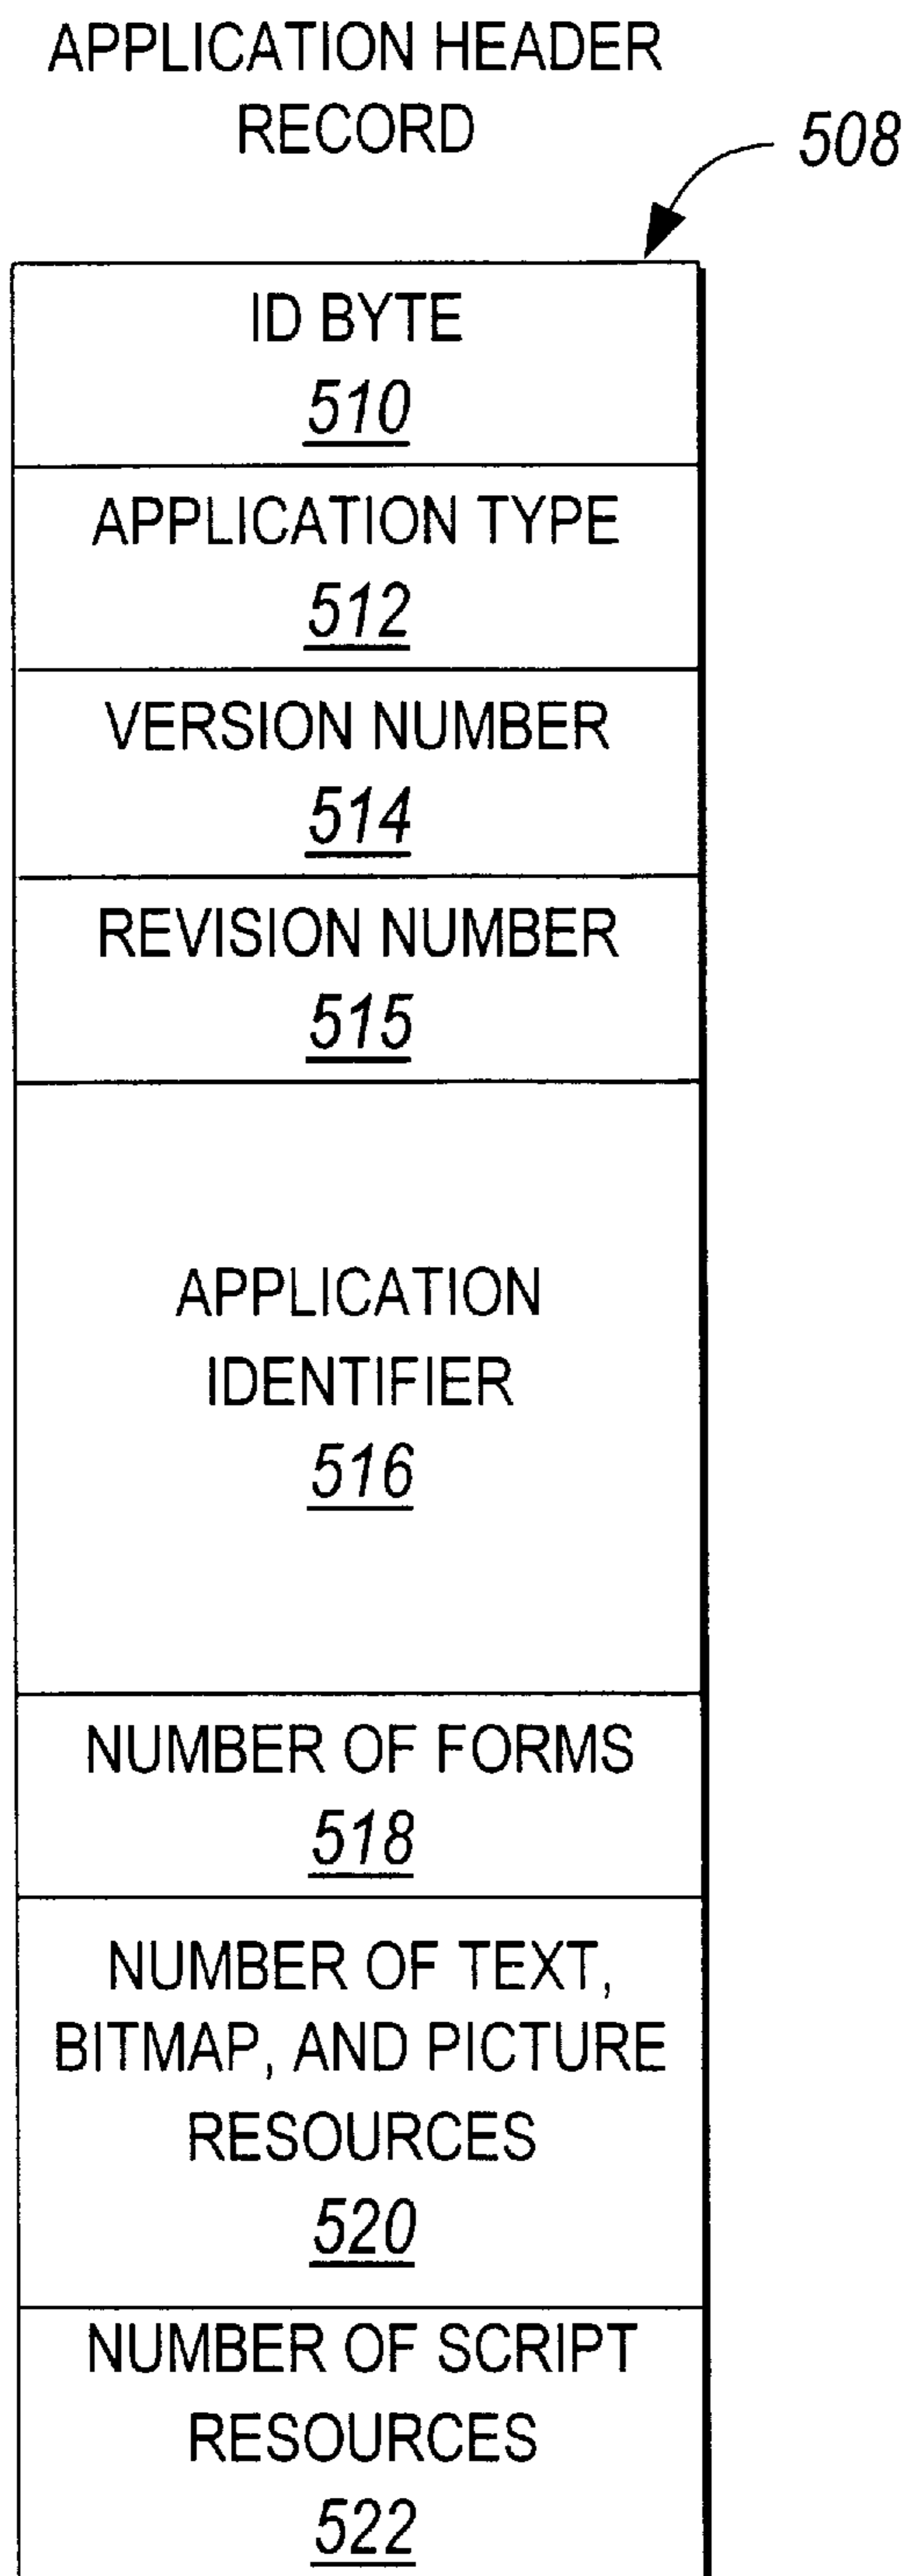 APPLICATION HEADER
RECORD
508
ID BYTE
510
APPLICATION TYPE
512
VERSION NUMBER
514
REVISION NUMBER
515
APPLICATION
IDENTIFIER
516
NUMBER OF FORMS
518
NUMBER OF TEXT,
BITMAP, AND PICTURE
RESOURCES
520
NUMBER OF SCRIPT
RESOURCES
522